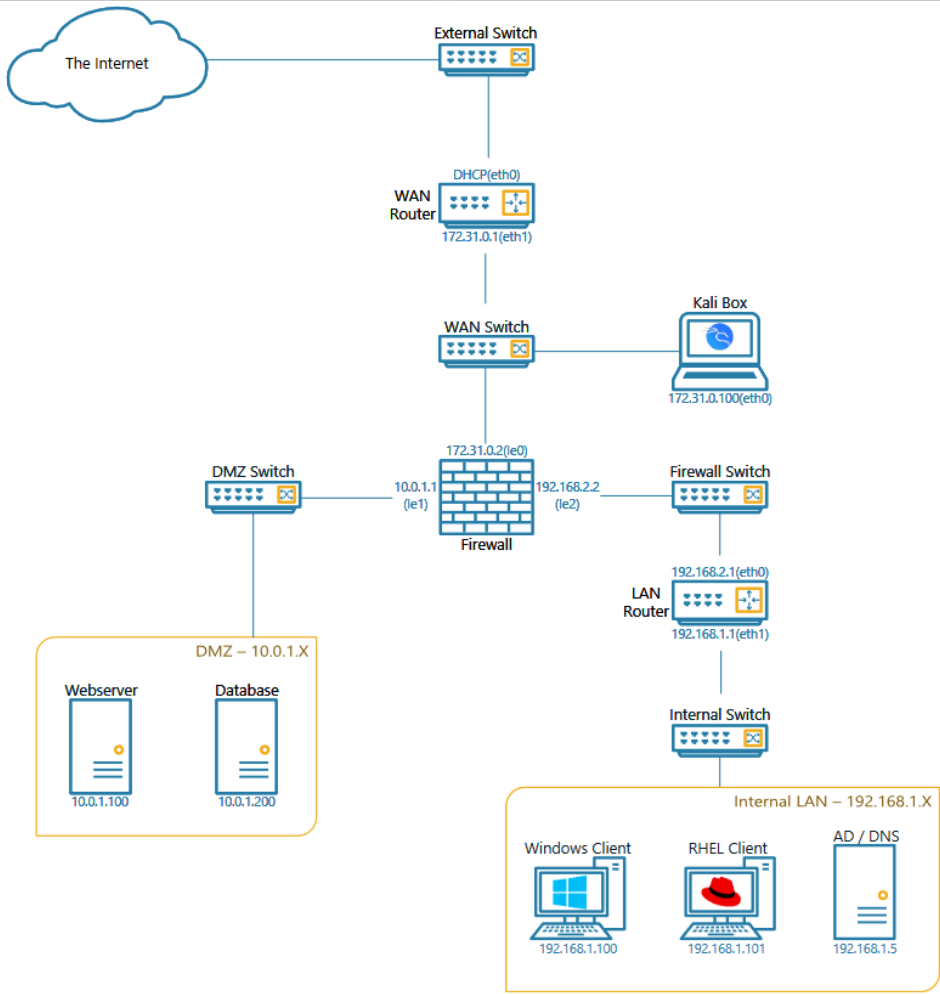 External Switch
The Internet
DHCP(eth0)
WAN
Router
172.31.0.1(eth1)
Kali Box
WAN Switch
172.31.0.100(eth0)
172.31.0.2(le0)
DMZ Switch
Firewall Switch
10.0.1.1
(le1)
192.168.2.2
(le2)
Firewall
192.168.2.1(eth0)
LAN
Router
192.168.1.1(eth1)
DMZ – 10.0.1.X
Webserver
Database
10.0.1.100
10.0.1.200
Internal Switch
Internal LAN – 192.168.1.X
Windows Client
RHEL Client
AD / DNS
192.168.1.100
192.168.1.101
192.168.1.5